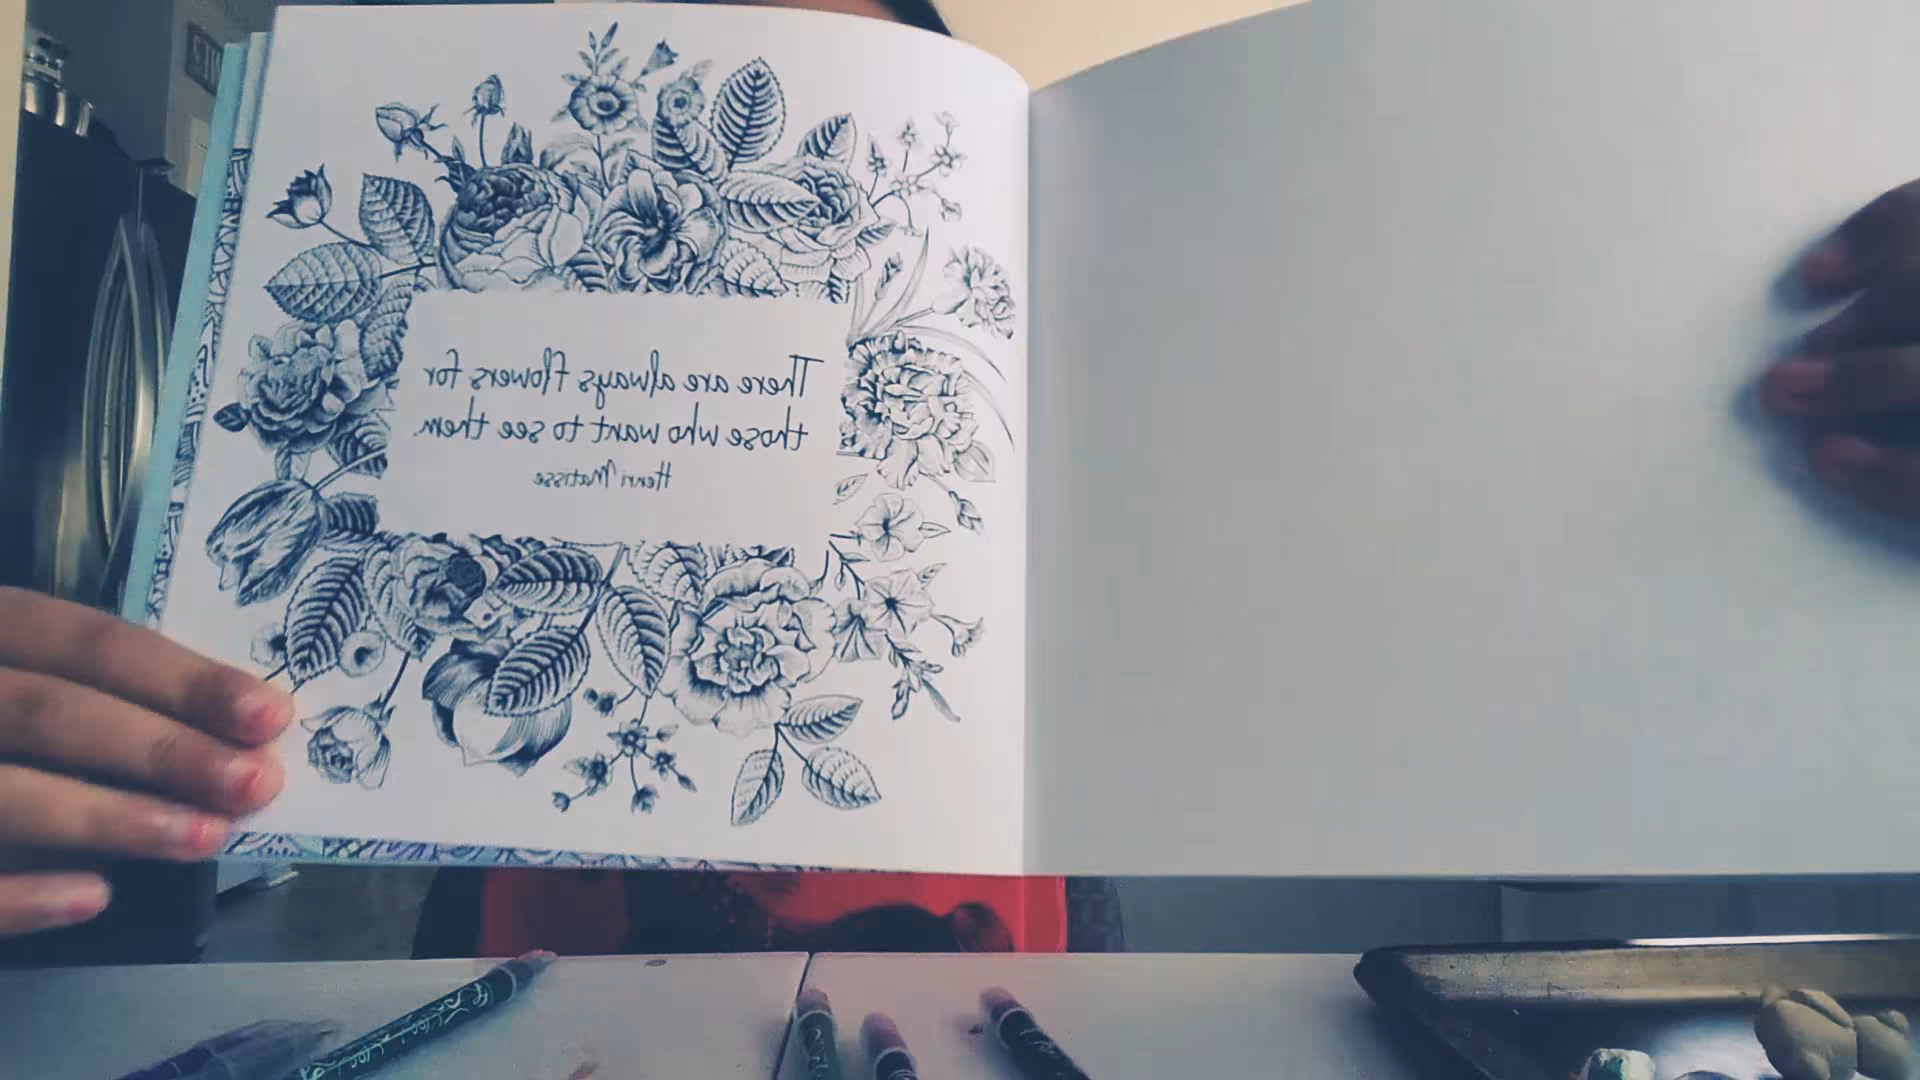 There are always flowers for
those who want to see them.
Henri Matisse